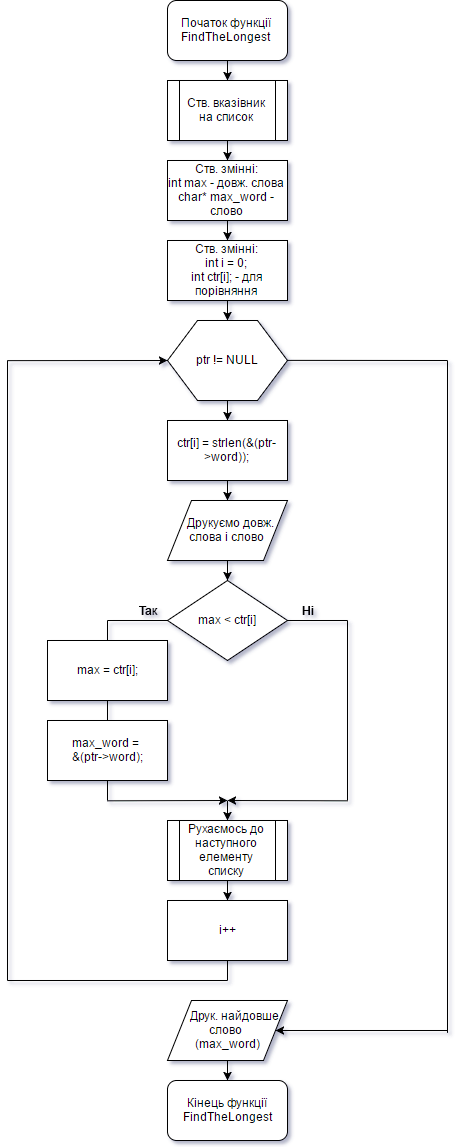 Початок функції
FindTheLongest
Ств. вказівник
на список
Ств. змінні:
int max - довж. слова
char* max_word -
слово
Ств. змінні:
int i = 0;
int ctr[i]; - для
порівняння
ptr != NULL
ctr[i] = strlen(&(ptr-
>word));
Друкуємо довж.
слова і слово
max < ctr[i]
Так
Ні
max = ctr[i];
max_word =
&(ptr->word);
Рухаємось до
наступного
елементу
списку
i++
Друк. найдовше
слово
(max_word)
Кінець функції
FindTheLongest